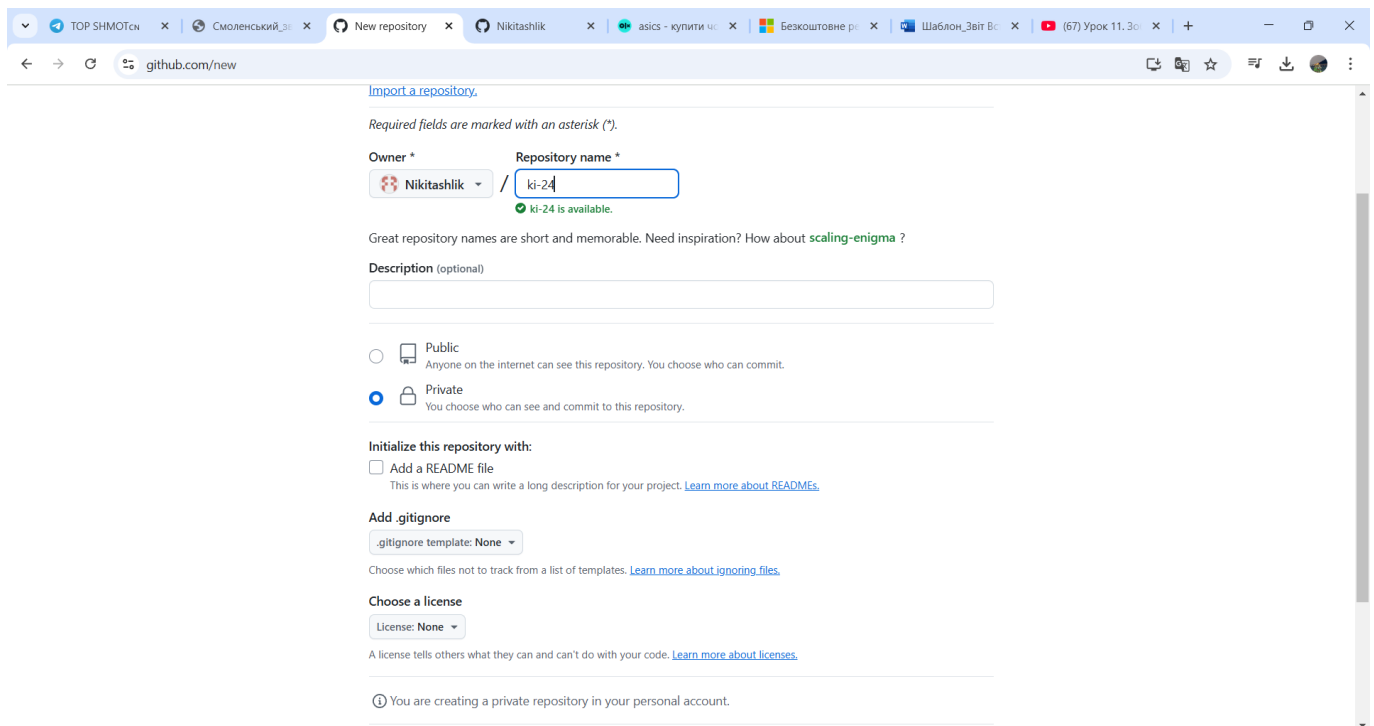 TOP SHMOTсн
Смоленський_зв
New repository
Nikitashlik
asics - купити чо
Безкоштовне ре
Шаблон_Звіт Вс
(67) Урок 11. Зо
github.com/new
Import a repository.
Required fields are marked with an asterisk (*).
Owner * Repository name *
Nikitashlik / ki-24
ki-24 is available.
Great repository names are short and memorable. Need inspiration? How about scaling-enigma ?
Description (optional)
Public
Anyone on the internet can see this repository. You choose who can commit.
Private
You choose who can see and commit to this repository.
Initialize this repository with:
Add a README file
This is where you can write a long description for your project. Learn more about READMEs.
Add .gitignore
.gitignore template: None
Choose which files not to track from a list of templates. Learn more about ignoring files.
Choose a license
License: None
A license tells others what they can and can't do with your code. Learn more about licenses.
You are creating a private repository in your personal account.